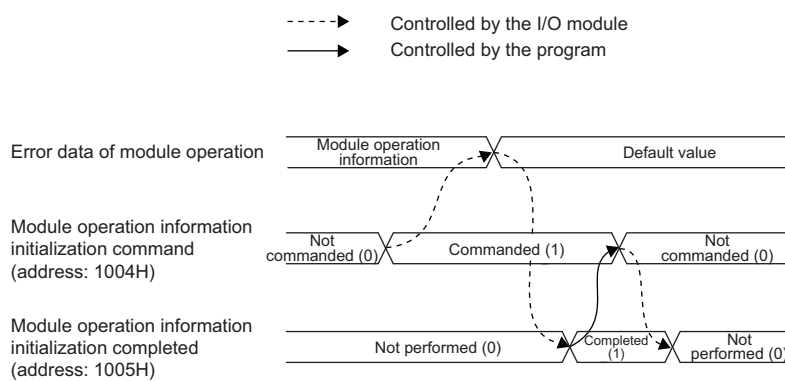 Controlled by the I/O module
Controlled by the program
Error data of module operation
Module operation
information
Default value
Module operation information
initialization command
(address: 1004H)
Not
commanded (0)
Commanded (1)
Not
commanded (0)
Module operation information
initialization completed
(address: 1005H)
Not performed (0)
Completed
(1)
Not
performed (0)